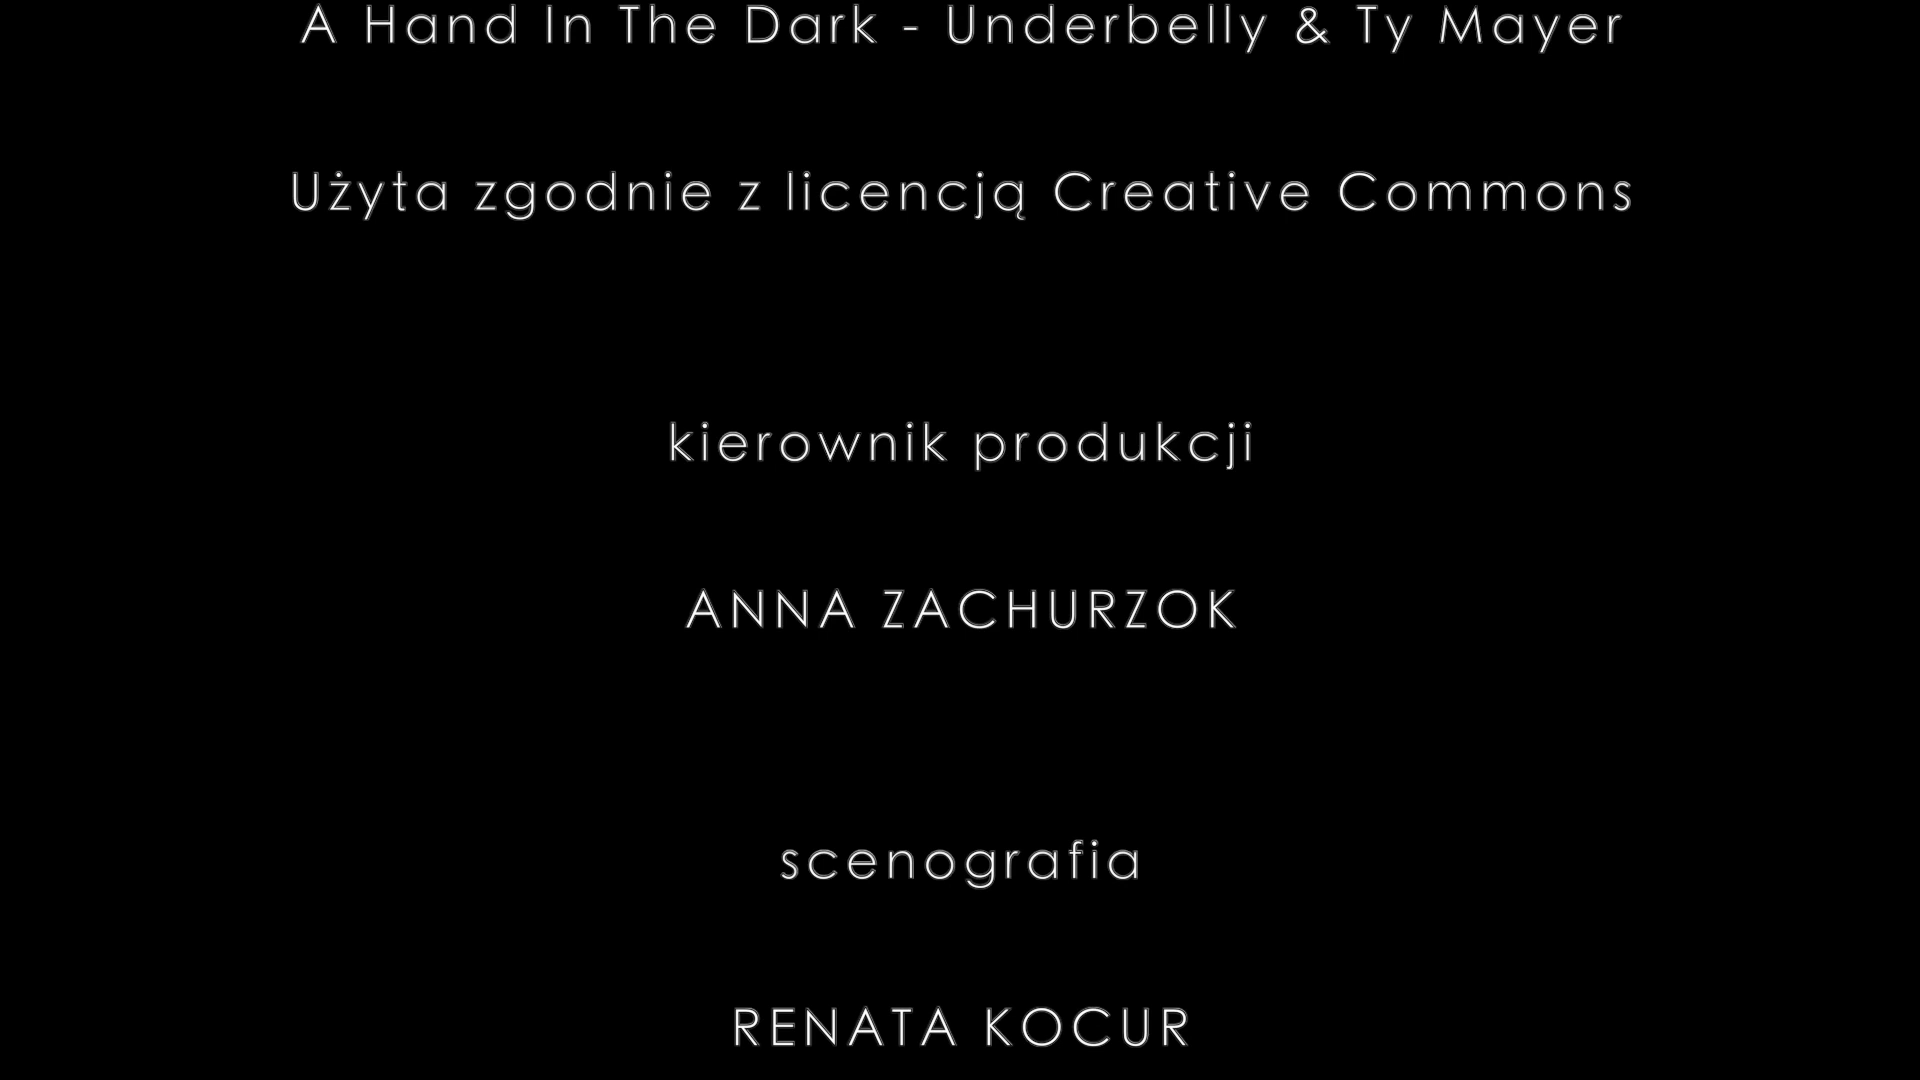 A Hand In The Dark - Underbelly & Ty Mayer
Użyta zgodnie z licencją Creative Commons
kierownik produkcji
ANNA ZACHURZOK
scenografia
RENATA KOCUR